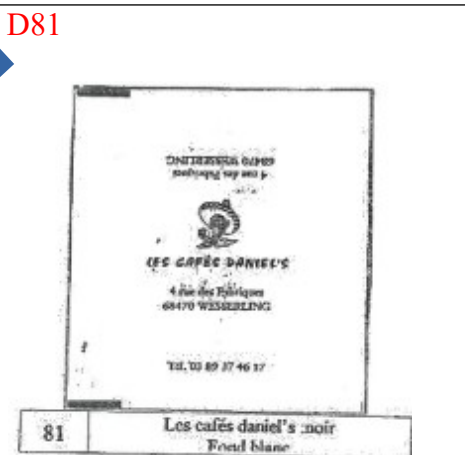 D81
68470 WESSERLING
4 rue des Fabriques
LES CAFÉS DANIEL'S
4 rue des Fabriques
68470 WESSERLING
Tél. 03 89 37 46 17
81
Les cafés daniel's :noir
Fond blanc